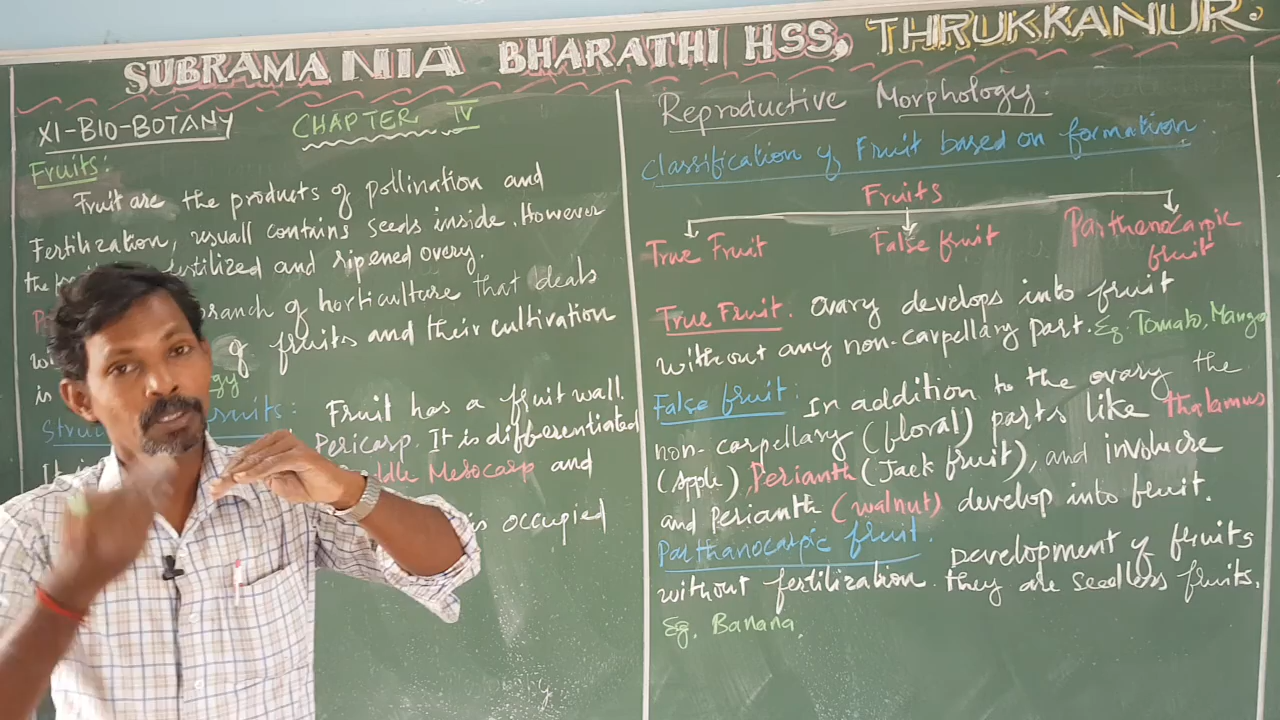 SUBRAMANIA BHARATHI HSS, THRUKKANUR.
XI-BIO-BOTANY CHAPTER IV
Fruits:
Fruit are the products of pollination and
Fertilization, usuall contains seeds inside. However
the fertilized and ripened overy.
branch of horticulture that deals
of fruits and their cultivation
is gy
Fruit has a fruit wall.
Pericarp. It is differentiated
Mesocarp and
is occupied
Reproductive Morphology.
Classification of Fruit based on formation:
Fruits
True Fruit False fruit Parthenocarpic
fruit
True Fruit: Ovary develops into fruit
without any non-carpellary part. Eg. Tomato, Mango
False fruit: In addition to the ovary the
non-carpellary (floral) parts like Thalamus
(Apple), Perianth (Jack fruit), and involucre
and Perianth (walnut) develop into fruit.
Parthanocarpic fruit. Development of fruits
without fertilization. They are seedless fruits.
Eg. Banana.